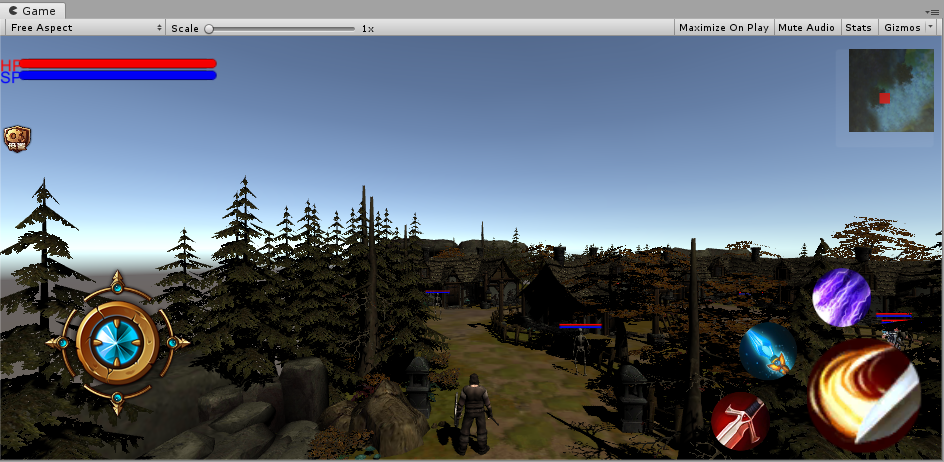 Game
Free Aspect
Scale
1x
Maximize On Play
Mute Audio
Stats
Gizmos
HP
SP
设置